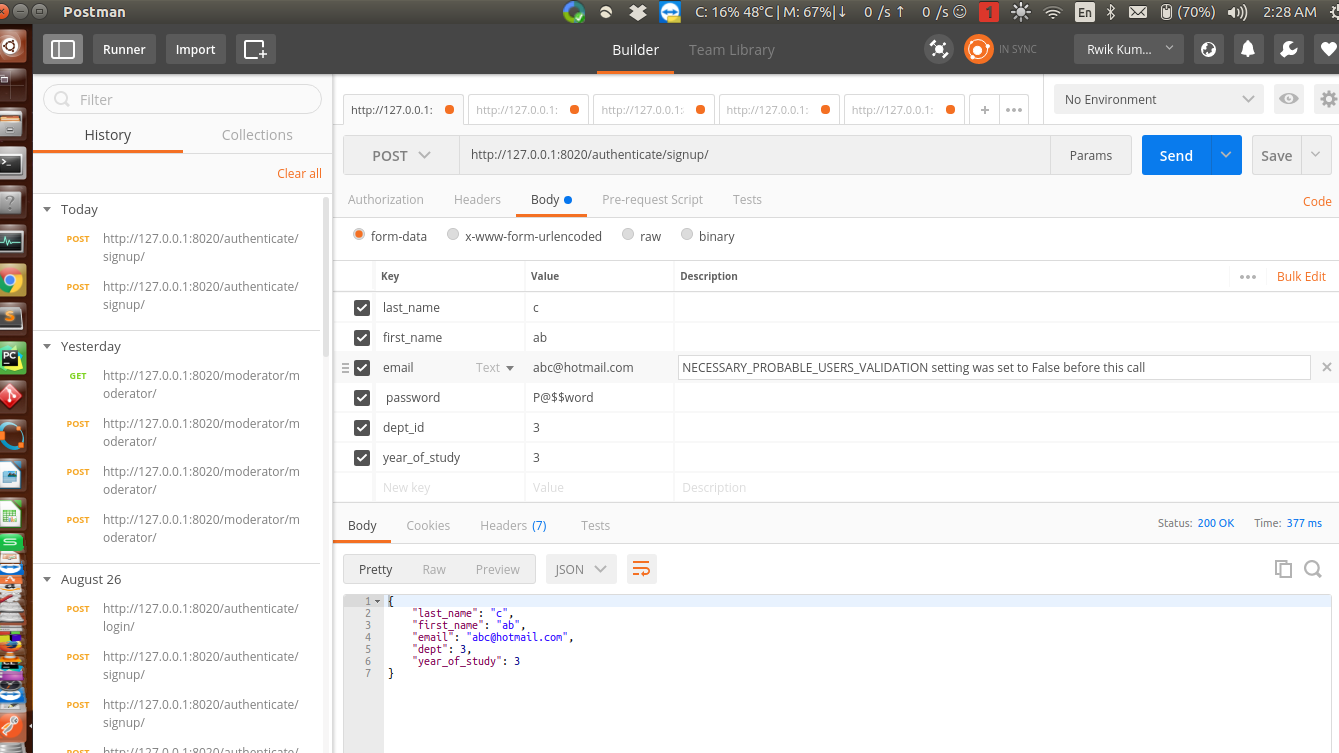 Postman
C: 16% 48°C | M: 67%|↓ 0 /s ↑ 0 /s 1 En (70%) 2:28 AM
Runner Import Builder Team Library IN SYNC Rwik Kum...
Filter
History Collections
Clear all
Today
POST http://127.0.0.1:8020/authenticate/
signup/
POST http://127.0.0.1:8020/authenticate/
signup/
Yesterday
GET http://127.0.0.1:8020/moderator/m
oderator/
POST http://127.0.0.1:8020/moderator/m
oderator/
POST http://127.0.0.1:8020/moderator/m
oderator/
POST http://127.0.0.1:8020/moderator/m
oderator/
August 26
POST http://127.0.0.1:8020/authenticate/
login/
POST http://127.0.0.1:8020/authenticate/
signup/
POST http://127.0.0.1:8020/authenticate/
signup/
http://127.0.0.1:8020/authenticate/
http://127.0.0.1: http://127.0.0.1: http://127.0.0.1: http://127.0.0.1: http://127.0.0.1: + •••
No Environment
POST http://127.0.0.1:8020/authenticate/signup/ Params Send Save
Authorization Headers Body Pre-request Script Tests Code
form-data x-www-form-urlencoded raw binary
Key Value Description ••• Bulk Edit
last_name c
first_name ab
email Text abc@hotmail.com NECESSARY_PROBABLE_USERS_VALIDATION setting was set to False before this call
password P@$$word
dept_id 3
year_of_study 3
New key Value Description
Body Cookies Headers (7) Tests Status: 200 OK Time: 377 ms
Pretty Raw Preview JSON
1 {
2 "last_name": "c",
3 "first_name": "ab",
4 "email": "abc@hotmail.com",
5 "dept": 3,
6 "year_of_study": 3
7 }